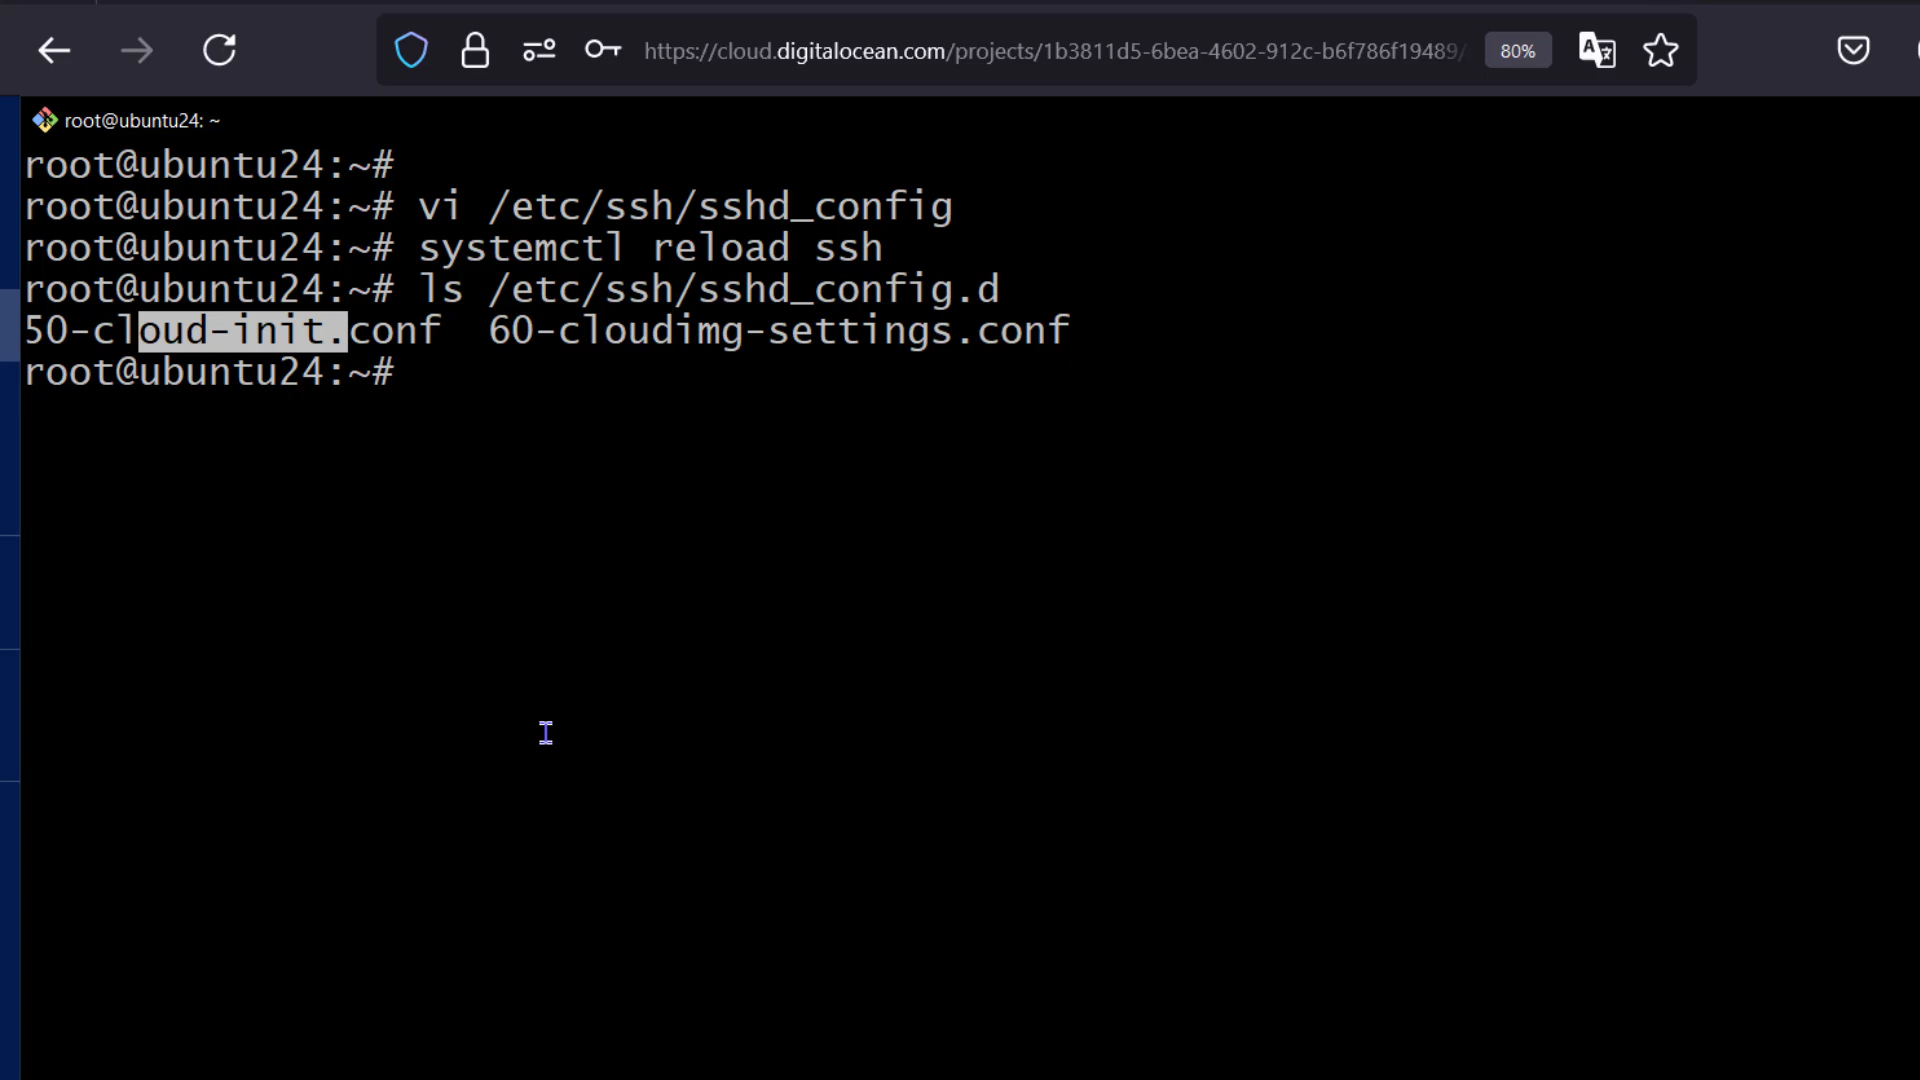 https://cloud.digitalocean.com/projects/1b3811d5-6bea-4602-912c-b6f786f19489/
80%
root@ubuntu24: ~
root@ubuntu24:~#
root@ubuntu24:~# vi /etc/ssh/sshd_config
root@ubuntu24:~# systemctl reload ssh
root@ubuntu24:~# ls /etc/ssh/sshd_config.d
50-cloud-init.conf  60-cloudimg-settings.conf
root@ubuntu24:~#